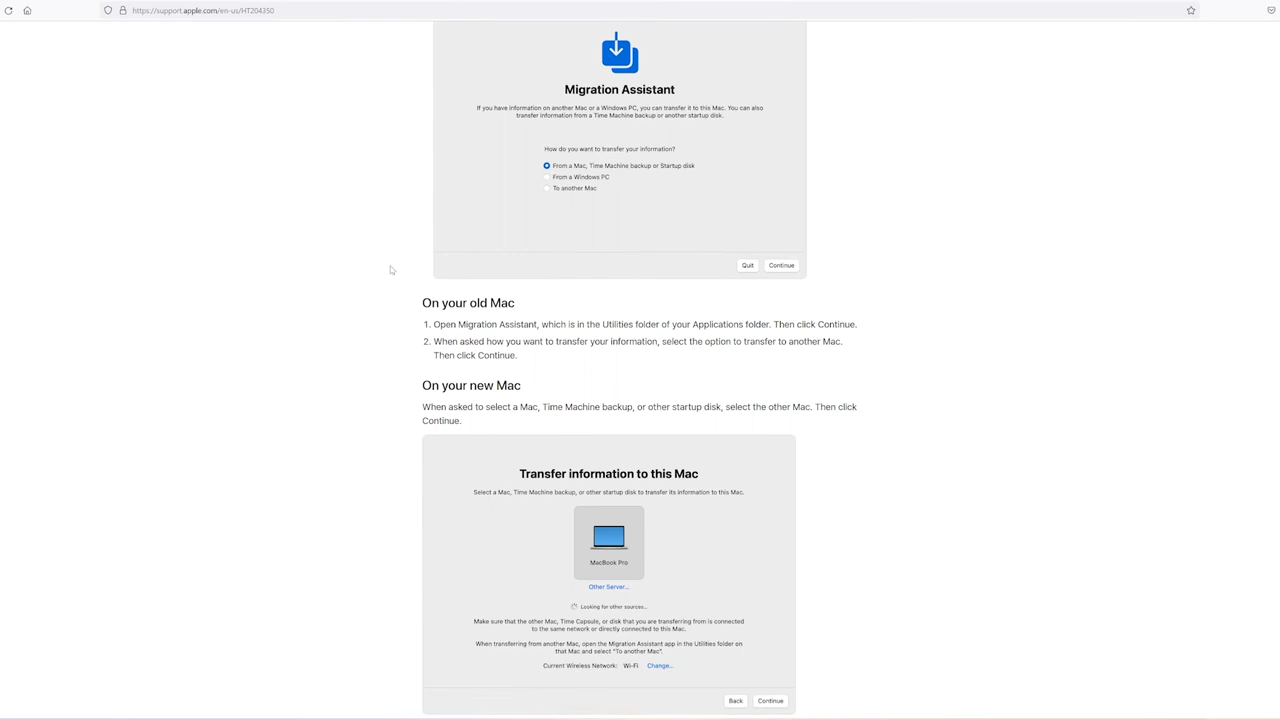 https://support.apple.com/en-us/HT204350
Migration Assistant
If you have information on another Mac or a Windows PC, you can transfer it to this Mac. You can also
transfer information from a Time Machine backup or another startup disk.
How do you want to transfer your information?
From a Mac, Time Machine backup or Startup disk
From a Windows PC
To another Mac
Quit Continue
On your old Mac
1. Open Migration Assistant, which is in the Utilities folder of your Applications folder. Then click Continue.
2. When asked how you want to transfer your information, select the option to transfer to another Mac.
Then click Continue.
On your new Mac
When asked to select a Mac, Time Machine backup, or other startup disk, select the other Mac. Then click
Continue.
Transfer information to this Mac
Select a Mac, Time Machine backup, or other startup disk to transfer its information to this Mac.
MacBook Pro
Other Server...
Looking for other sources...
Make sure that the other Mac, Time Capsule, or disk that you are transferring from is connected
to the same network or directly connected to this Mac.
When transferring from another Mac, open the Migration Assistant app in the Utilities folder on
that Mac and select "To another Mac".
Current Wireless Network: Wi-Fi Change...
Back Continue